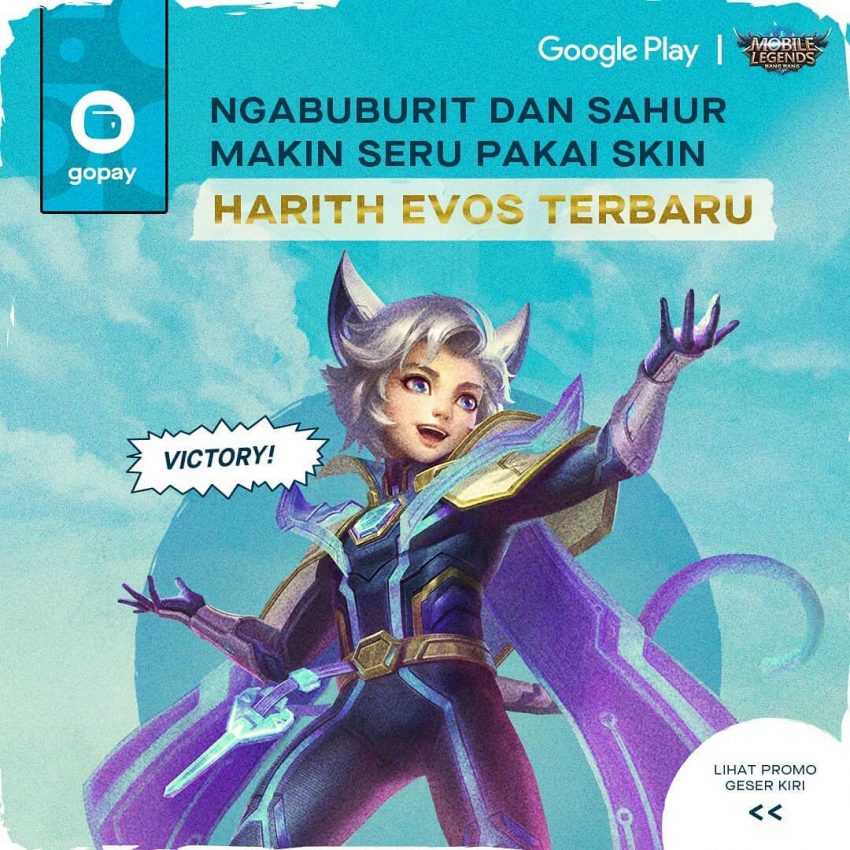 gopay
Google Play | MOBILE LEGENDS BANG BANG
NGABUBURIT DAN SAHUR
MAKIN SERU PAKAI SKIN
HARITH EVOS TERBARU
VICTORY!
LIHAT PROMO
GESER KIRI
<<